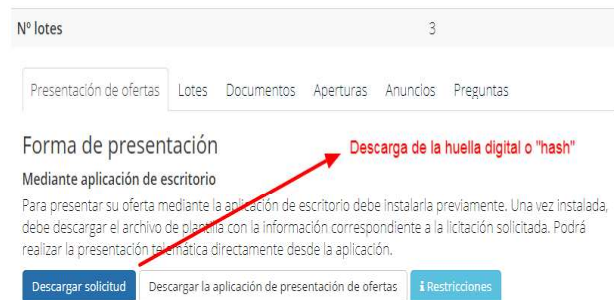 Nº lotes 3
Presentación de ofertas Lotes Documentos Aperturas Anuncios Preguntas
Forma de presentación
Descarga de la huella digital o "hash"
Mediante aplicación de escritorio
Para presentar su oferta mediante la aplicación de escritorio debe instalarla previamente. Una vez instalada,
debe descargar el archivo de plantilla con la información correspondiente a la licitación solicitada. Podrá
realizar la presentación telemática directamente desde la aplicación.
Descargar solicitud Descargar la aplicación de presentación de ofertas i Restricciones